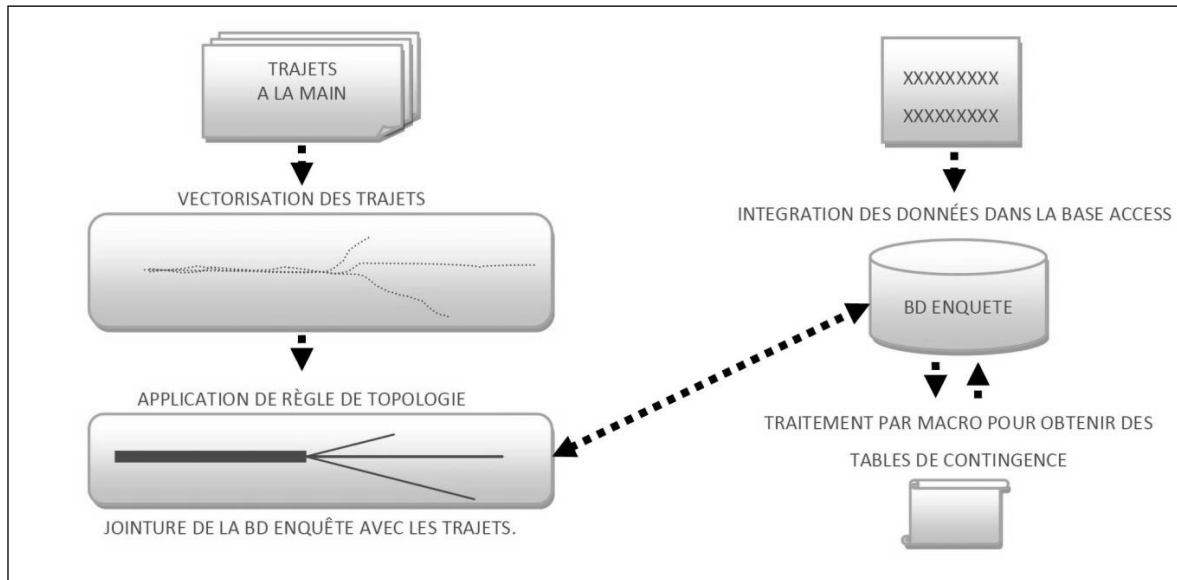 TRAJETS
A LA MAIN
VECTORISATION DES TRAJETS
APPLICATION DE RÈGLE DE TOPOLOGIE
JOINTURE DE LA BD ENQUÊTE AVEC LES TRAJETS.
XXXXXXXXX
XXXXXXXXX
INTEGRATION DES DONNÉES DANS LA BASE ACCESS
BD ENQUETE
TRAITEMENT PAR MACRO POUR OBTENIR DES
TABLES DE CONTINGENCE